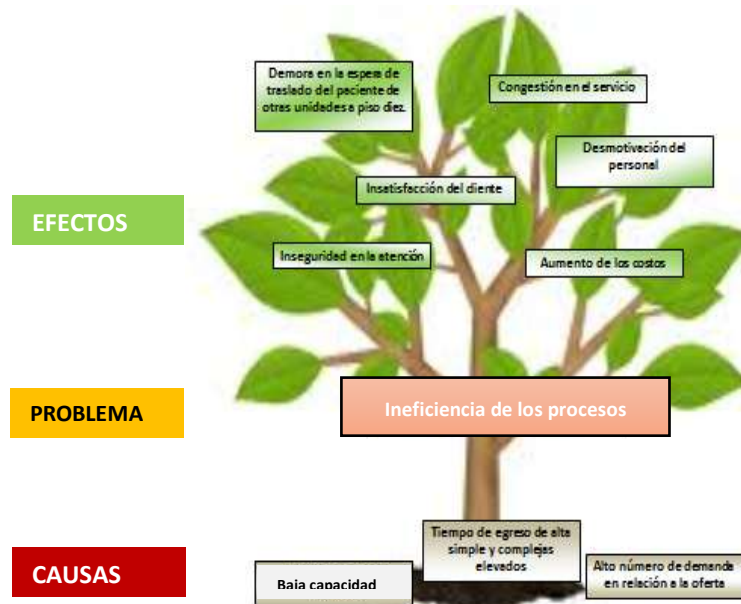 Demora en la espera de
traslado del paciente de
otras unidades a piso diez.
Congestión en el servicio
Desmotivación del
personal
Insatisfacción del cliente
EFECTOS
Inseguridad en la atención
Aumento de los costos
PROBLEMA
Ineficiencia de los procesos
Tiempo de egreso de alta
simple y complejas
elevados
CAUSAS
Baja capacidad
Alto número de demanda
en relación a la oferta